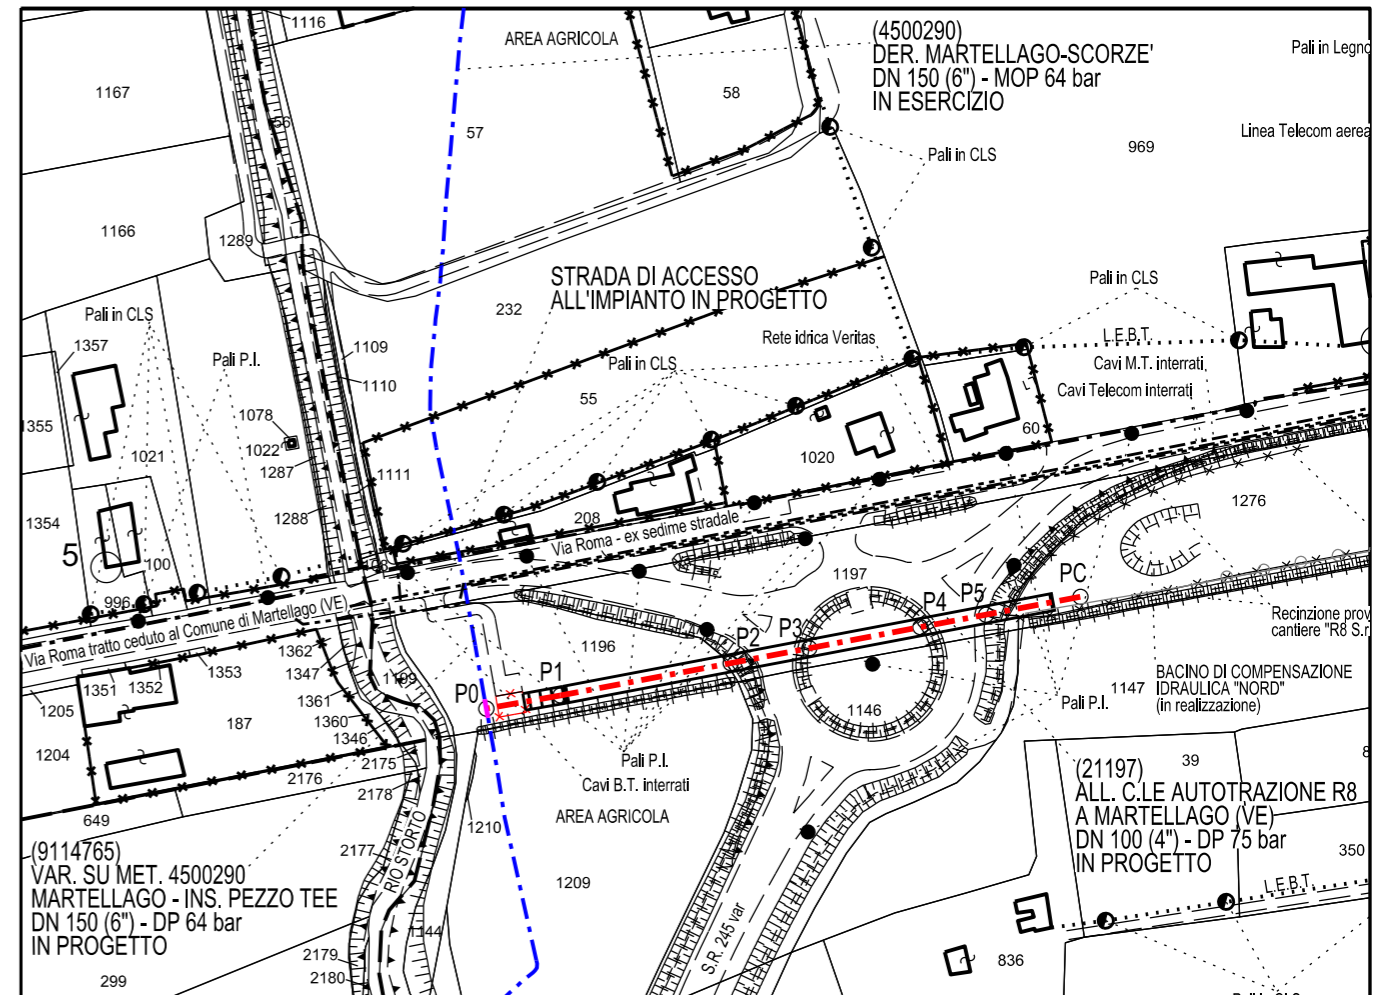 1116
AREA AGRICOLA
(4500290)
DER. MARTELLAGO-SCORZE'
DN 150 (6") - MOP 64 bar
IN ESERCIZIO
Pali in Legno
1167
56
57
58
Linea Telecom aerea
969
Pali in CLS
1166
1289
STRADA DI ACCESSO
ALL'IMPIANTO IN PROGETTO
Pali in CLS
232
Pali in CLS
1357
Pali P.I.
1109
1110
Rete idrica Veritas
L.E.B.T.
Cavi M.T. interrati
Cavi Telecom interrati
Pali in CLS
55
1078
1355
1022
1021
1287
1111
1020
60
1276
1354
1288
208
Via Roma - ex sedime stradale
5
100
996
1197
PC
P5
P4
P3
P2
P1
P0
Via Roma tratto ceduto al Comune di Martellago (VE)
1362
1353
1347
1351
1352
1361
1360
1346
1205
187
1204
1196
1109
1146
1147
Recinzione prov
cantiere "R8 S.r
BACINO DI COMPENSAZIONE
IDRAULICA "NORD"
(in realizzazione)
Pali P.I.
2175
2176
2178
Pali P.I.
Cavi B.T. interrati
39
649
1210
AREA AGRICOLA
(21197)
ALL. C.LE AUTOTRAZIONE R8
A MARTELLAGO (VE)
DN 100 (4") - DP 75 bar
IN PROGETTO
350
(9114765)
VAR. SU MET. 4500290
MARTELLAGO - INS. PEZZO TEE
DN 150 (6") - DP 64 bar
IN PROGETTO
2177
RIO STORTO
1209
L.E.B.T.
S.R. 245 var
1144
2179
2180
299
836